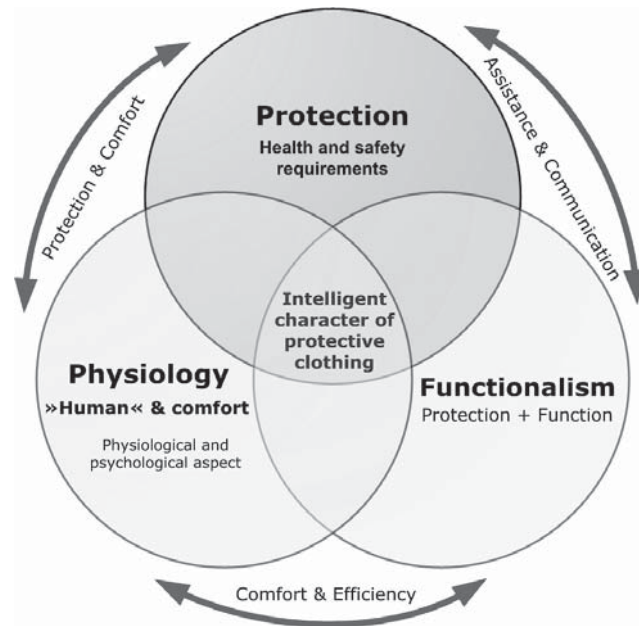 Protection
Health and safety
requirements
Protection & Comfort
Assistance & Communication
Intelligent
character of
protective
clothing
Physiology
»Human« & comfort
Physiological and
psychological aspect
Functionalism
Protection + Function
Comfort & Efficiency